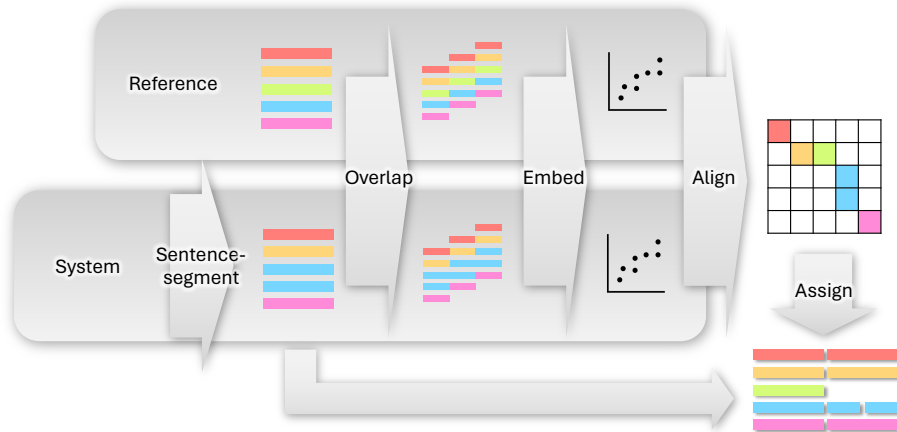 Reference
Overlap
Embed
Align
System
Sentence-
segment
Assign